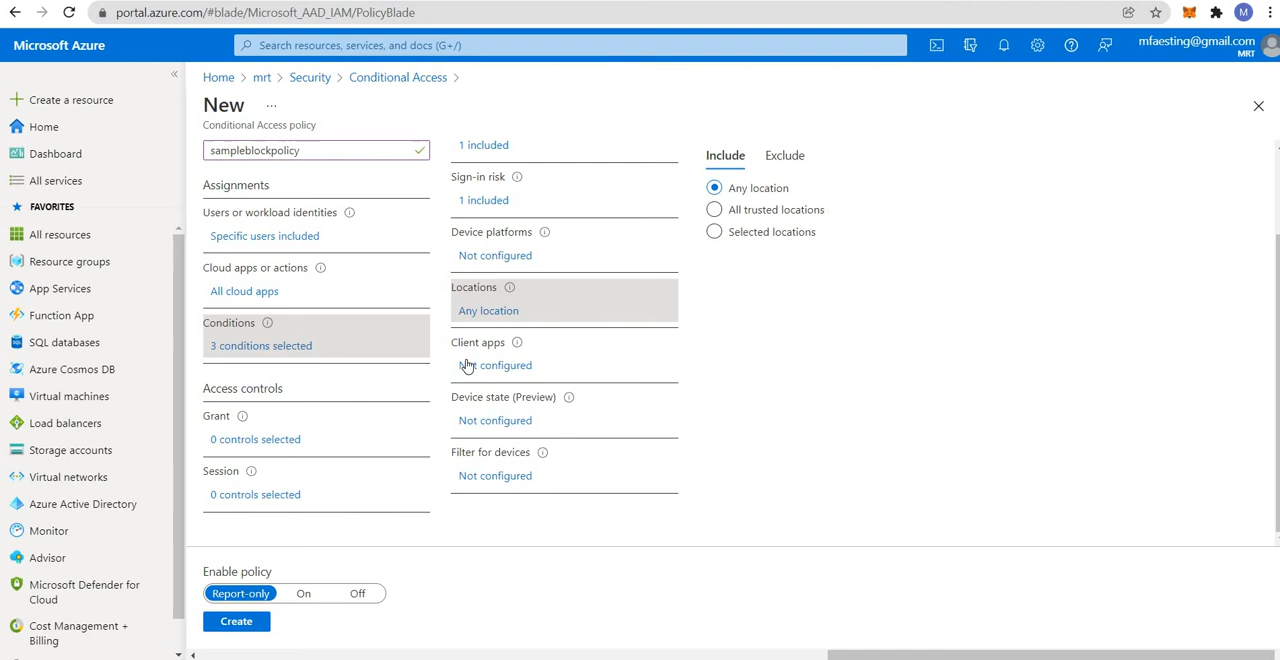 portal.azure.com/#blade/Microsoft_AAD_IAM/PolicyBlade
M
Microsoft Azure
Search resources, services, and docs (G+/)
mfaesting@gmail.com
MRT
Home > mrt > Security > Conditional Access >
New ...
Conditional Access policy
Create a resource
Home
Dashboard
All services
FAVORITES
All resources
Resource groups
App Services
Function App
SQL databases
Azure Cosmos DB
Virtual machines
Load balancers
Storage accounts
Virtual networks
Azure Active Directory
Monitor
Advisor
Microsoft Defender for
Cloud
Cost Management +
Billing
sampleblockpolicy
Assignments
Users or workload identities
Specific users included
Cloud apps or actions
All cloud apps
Conditions
3 conditions selected
Access controls
Grant
0 controls selected
Session
0 controls selected
1 included
Sign-in risk
1 included
Device platforms
Not configured
Locations
Any location
Client apps
Not configured
Device state (Preview)
Not configured
Filter for devices
Not configured
Include Exclude
Any location
All trusted locations
Selected locations
Enable policy
Report-only On Off
Create